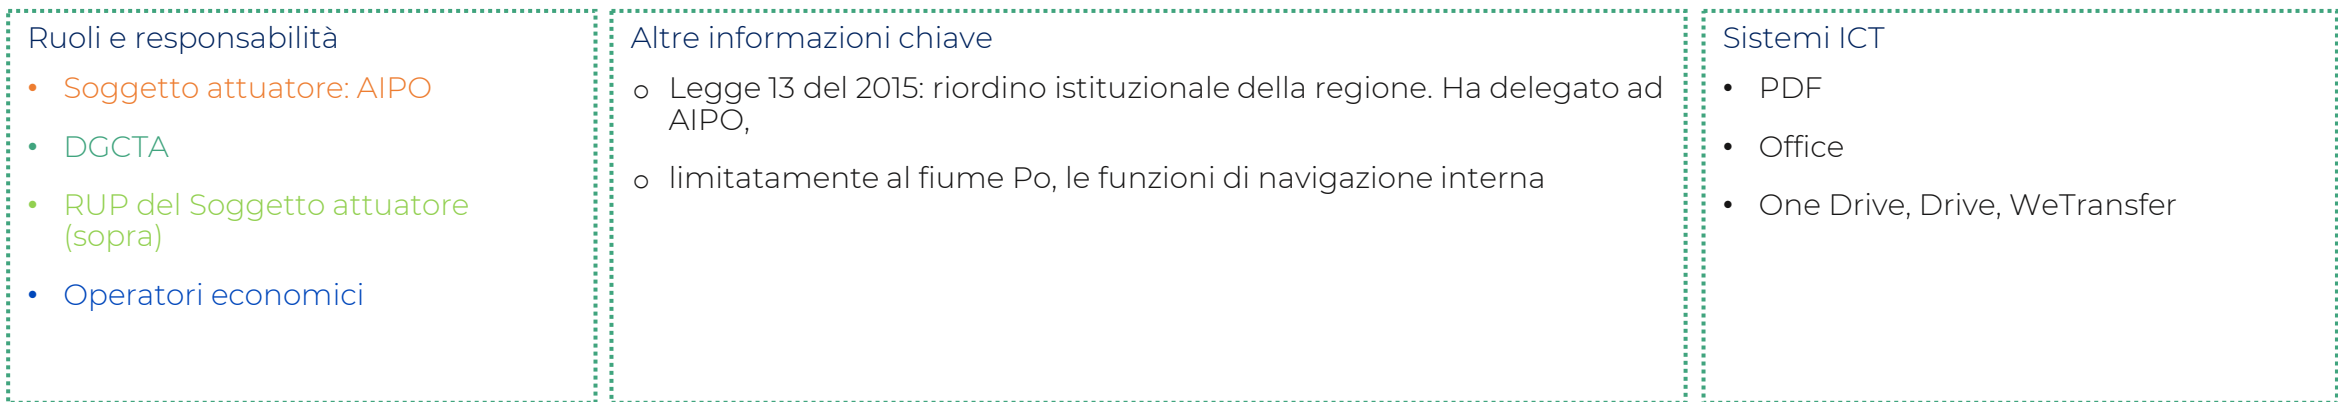 Ruoli e responsabilità
• Soggetto attuatore: AIPO
• DGCTA
• RUP del Soggetto attuatore
(sopra)
• Operatori economici
Altre informazioni chiave
o Legge 13 del 2015: riordino istituzionale della regione. Ha delegato ad
AIPO,
o limitatamente al fiume Po, le funzioni di navigazione interna
Sistemi ICT
• PDF
• Office
• One Drive, Drive, WeTransfer